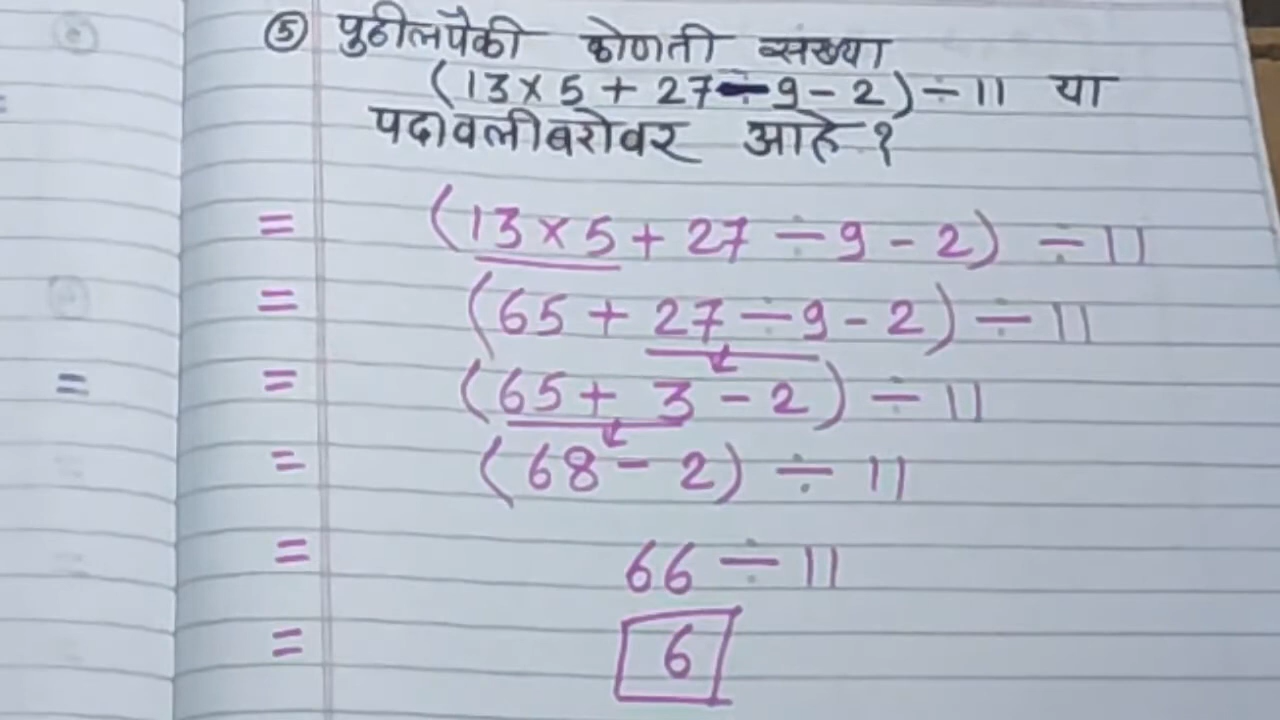 ⑤ पुढीलपैकी कोणती संख्या
(13 × 5 + 27 ÷ 9 - 2) ÷ 11 या
पदावलीबरोबर आहे ?
= (13 × 5 + 27 ÷ 9 - 2) ÷ 11
= (65 + 27 ÷ 9 - 2) ÷ 11
= (65 + 3 - 2) ÷ 11
= (68 - 2) ÷ 11
= 66 ÷ 11
= 6
=